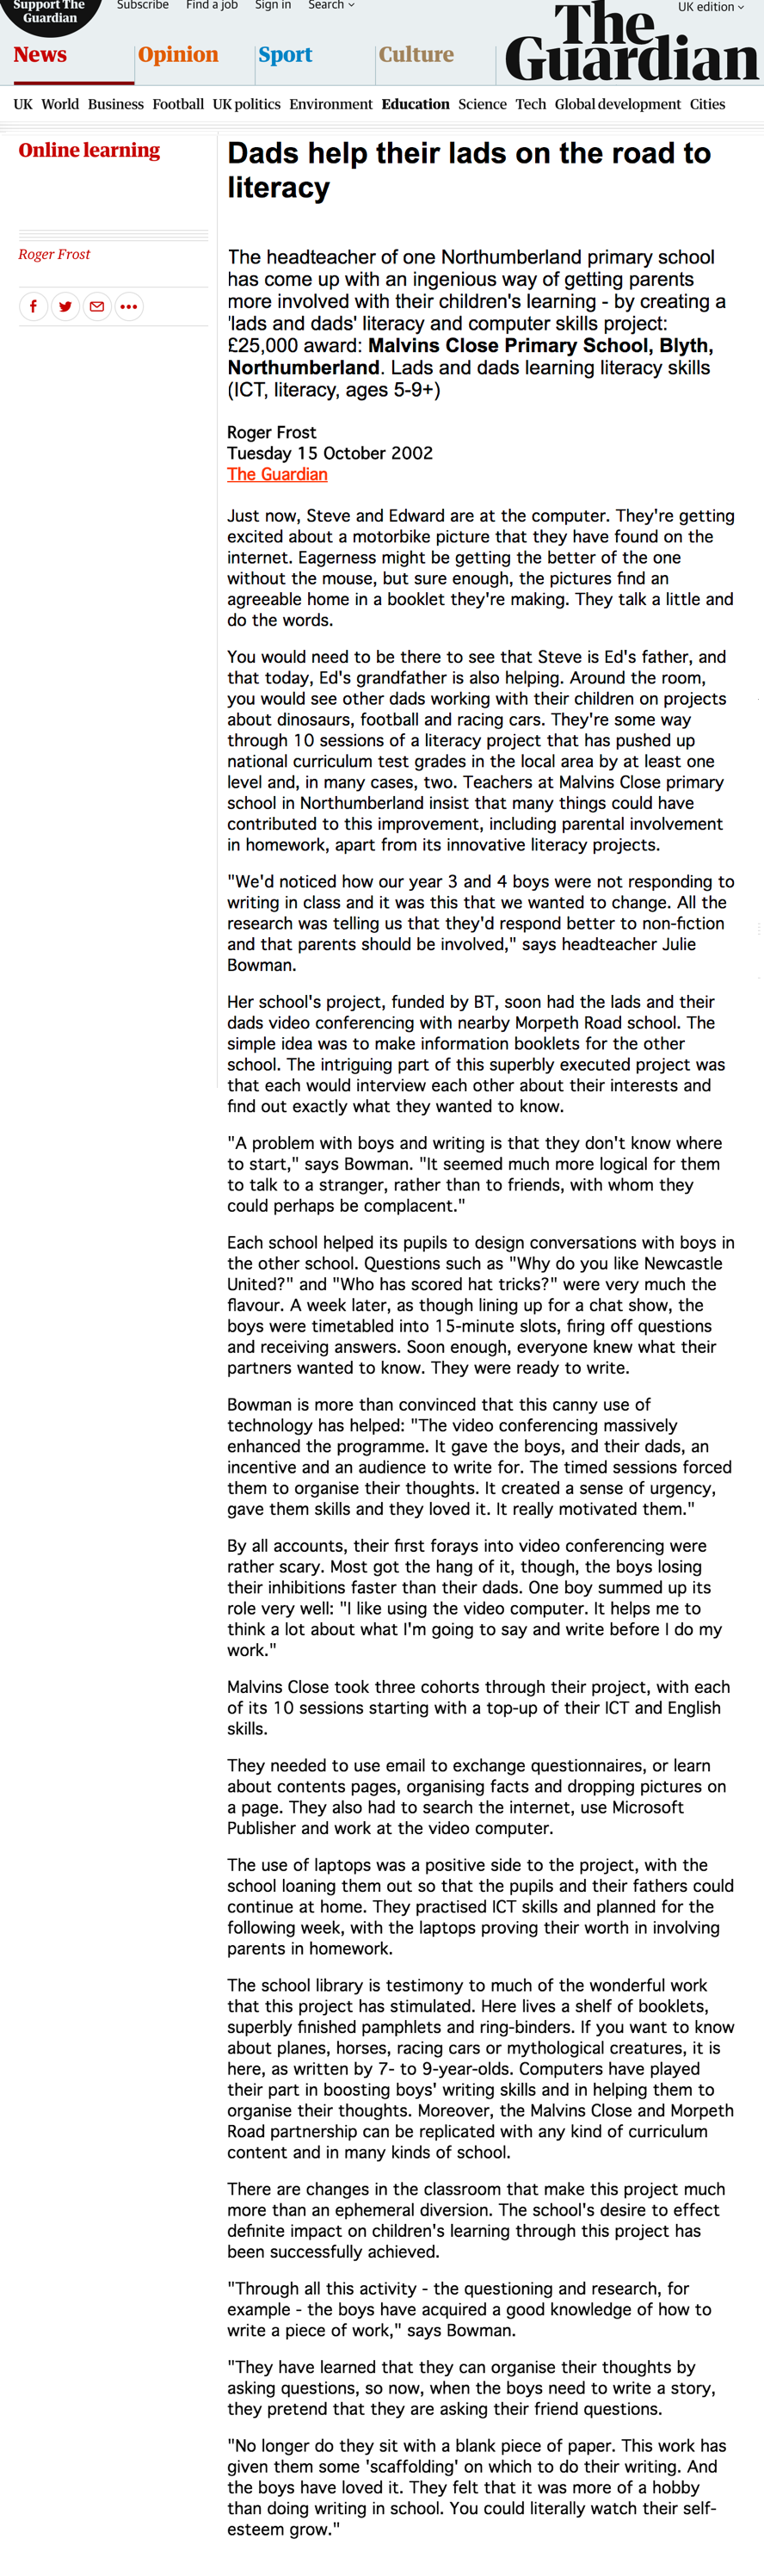 Support The
Guardian
Subscribe Find a job Sign in Search
UK edition
The
Guardian
News Opinion Sport Culture
UK World Business Football UK politics Environment Education Science Tech Global development Cities
Online learning
Roger Frost
Dads help their lads on the road to
literacy
The headteacher of one Northumberland primary school
has come up with an ingenious way of getting parents
more involved with their children's learning - by creating a
'lads and dads' literacy and computer skills project:
£25,000 award: Malvins Close Primary School, Blyth,
Northumberland. Lads and dads learning literacy skills
(ICT, literacy, ages 5-9+)
Roger Frost
Tuesday 15 October 2002
The Guardian
Just now, Steve and Edward are at the computer. They're getting
excited about a motorbike picture that they have found on the
internet. Eagerness might be getting the better of the one
without the mouse, but sure enough, the pictures find an
agreeable home in a booklet they're making. They talk a little and
do the words.
You would need to be there to see that Steve is Ed's father, and
that today, Ed's grandfather is also helping. Around the room,
you would see other dads working with their children on projects
about dinosaurs, football and racing cars. They're some way
through 10 sessions of a literacy project that has pushed up
national curriculum test grades in the local area by at least one
level and, in many cases, two. Teachers at Malvins Close primary
school in Northumberland insist that many things could have
contributed to this improvement, including parental involvement
in homework, apart from its innovative literacy projects.
"We'd noticed how our year 3 and 4 boys were not responding to
writing in class and it was this that we wanted to change. All the
research was telling us that they'd respond better to non-fiction
and that parents should be involved," says headteacher Julie
Bowman.
Her school's project, funded by BT, soon had the lads and their
dads video conferencing with nearby Morpeth Road school. The
simple idea was to make information booklets for the other
school. The intriguing part of this superbly executed project was
that each would interview each other about their interests and
find out exactly what they wanted to know.
"A problem with boys and writing is that they don't know where
to start," says Bowman. "It seemed much more logical for them
to talk to a stranger, rather than to friends, with whom they
could perhaps be complacent."
Each school helped its pupils to design conversations with boys in
the other school. Questions such as "Why do you like Newcastle
United?" and "Who has scored hat tricks?" were very much the
flavour. A week later, as though lining up for a chat show, the
boys were timetabled into 15-minute slots, firing off questions
and receiving answers. Soon enough, everyone knew what their
partners wanted to know. They were ready to write.
Bowman is more than convinced that this canny use of
technology has helped: "The video conferencing massively
enhanced the programme. It gave the boys, and their dads, an
incentive and an audience to write for. The timed sessions forced
them to organise their thoughts. It created a sense of urgency,
gave them skills and they loved it. It really motivated them."
By all accounts, their first forays into video conferencing were
rather scary. Most got the hang of it, though, the boys losing
their inhibitions faster than their dads. One boy summed up its
role very well: "I like using the video computer. It helps me to
think a lot about what I'm going to say and write before I do my
work."
Malvins Close took three cohorts through their project, with each
of its 10 sessions starting with a top-up of their ICT and English
skills.
They needed to use email to exchange questionnaires, or learn
about contents pages, organising facts and dropping pictures on
a page. They also had to search the internet, use Microsoft
Publisher and work at the video computer.
The use of laptops was a positive side to the project, with the
school loaning them out so that the pupils and their fathers could
continue at home. They practised ICT skills and planned for the
following week, with the laptops proving their worth in involving
parents in homework.
The school library is testimony to much of the wonderful work
that this project has stimulated. Here lives a shelf of booklets,
superbly finished pamphlets and ring-binders. If you want to know
about planes, horses, racing cars or mythological creatures, it is
here, as written by 7- to 9-year-olds. Computers have played
their part in boosting boys' writing skills and in helping them to
organise their thoughts. Moreover, the Malvins Close and Morpeth
Road partnership can be replicated with any kind of curriculum
content and in many kinds of school.
There are changes in the classroom that make this project much
more than an ephemeral diversion. The school's desire to effect
definite impact on children's learning through this project has
been successfully achieved.
"Through all this activity - the questioning and research, for
example - the boys have acquired a good knowledge of how to
write a piece of work," says Bowman.
"They have learned that they can organise their thoughts by
asking questions, so now, when the boys need to write a story,
they pretend that they are asking their friend questions.
"No longer do they sit with a blank piece of paper. This work has
given them some 'scaffolding' on which to do their writing. And
the boys have loved it. They felt that it was more of a hobby
than doing writing in school. You could literally watch their self-
esteem grow."